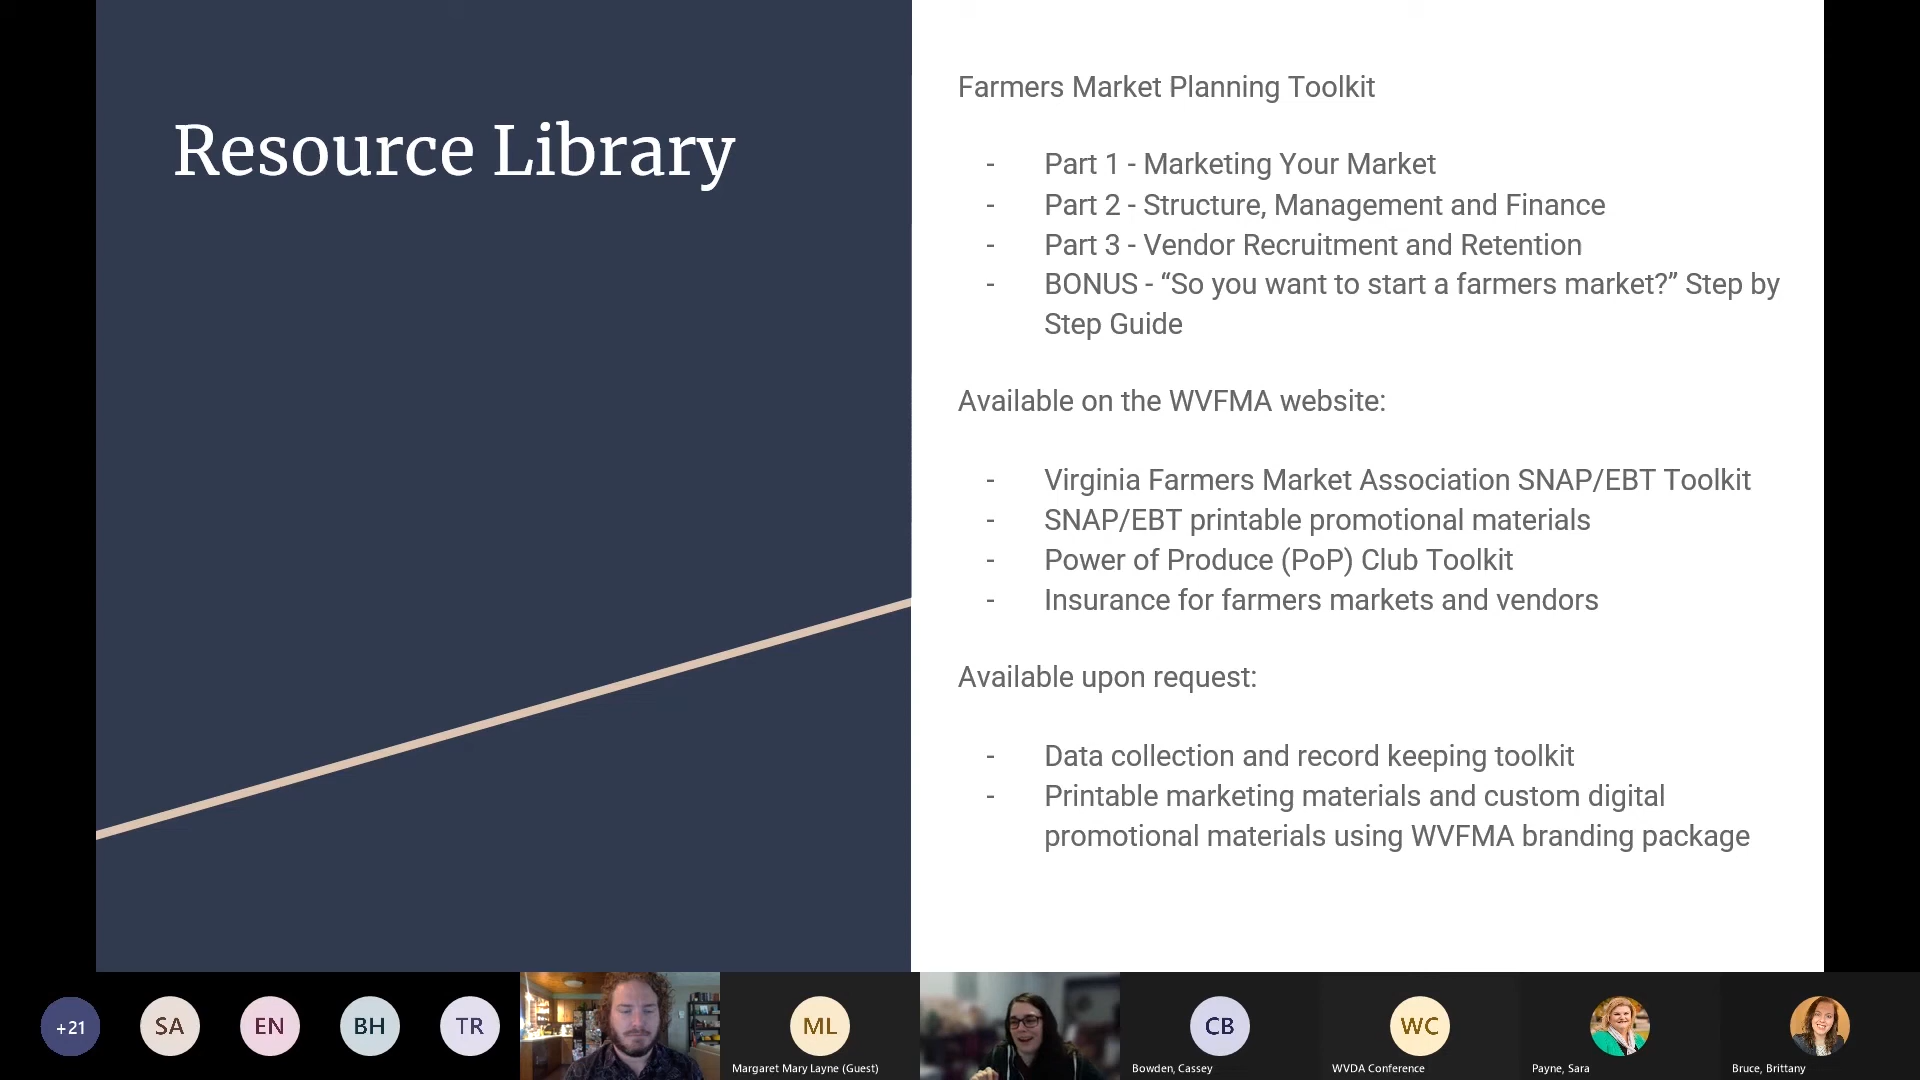 Resource Library
Farmers Market Planning Toolkit
- Part 1 - Marketing Your Market
- Part 2 - Structure, Management and Finance
- Part 3 - Vendor Recruitment and Retention
- BONUS - “So you want to start a farmers market?” Step by
Step Guide
Available on the WVFMA website:
- Virginia Farmers Market Association SNAP/EBT Toolkit
- SNAP/EBT printable promotional materials
- Power of Produce (PoP) Club Toolkit
- Insurance for farmers markets and vendors
Available upon request:
- Data collection and record keeping toolkit
- Printable marketing materials and custom digital
promotional materials using WVFMA branding package
+21
SA
EN
BH
TR
ML
Margaret Mary Layne (Guest)
CB
Bowden, Cassey
WC
WVDA Conference
Payne, Sara
Bruce, Brittany